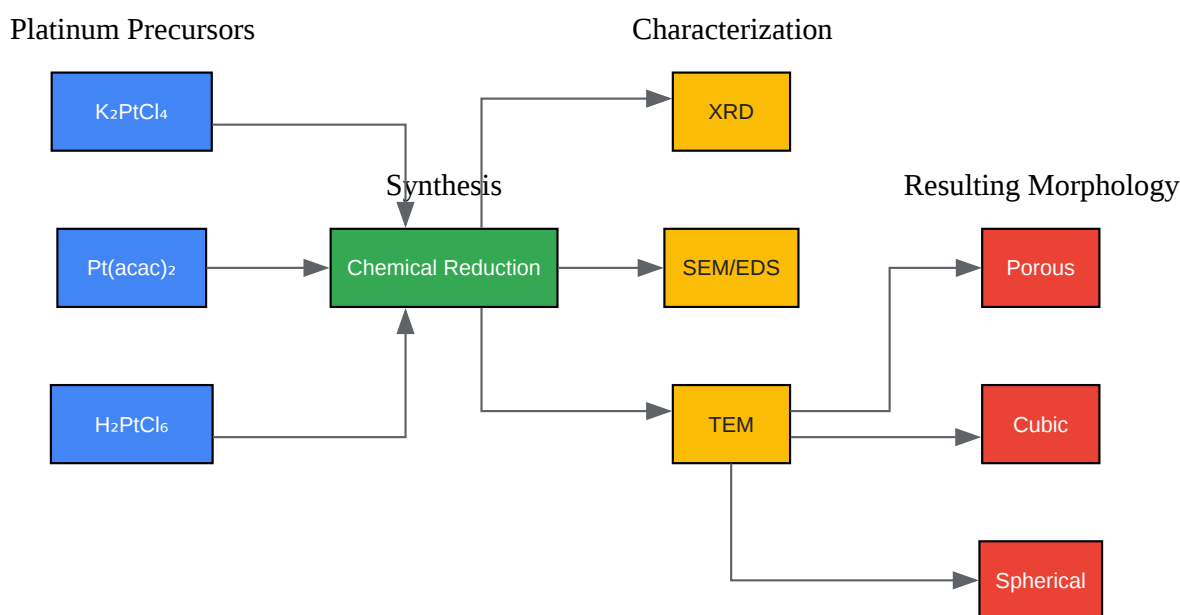 Platinum Precursors
Characterization
K₂PtCl₄
XRD
Synthesis
Resulting Morphology
Pt(acac)₂
Chemical Reduction
SEM/EDS
Porous
H₂PtCl₆
TEM
Cubic
Spherical